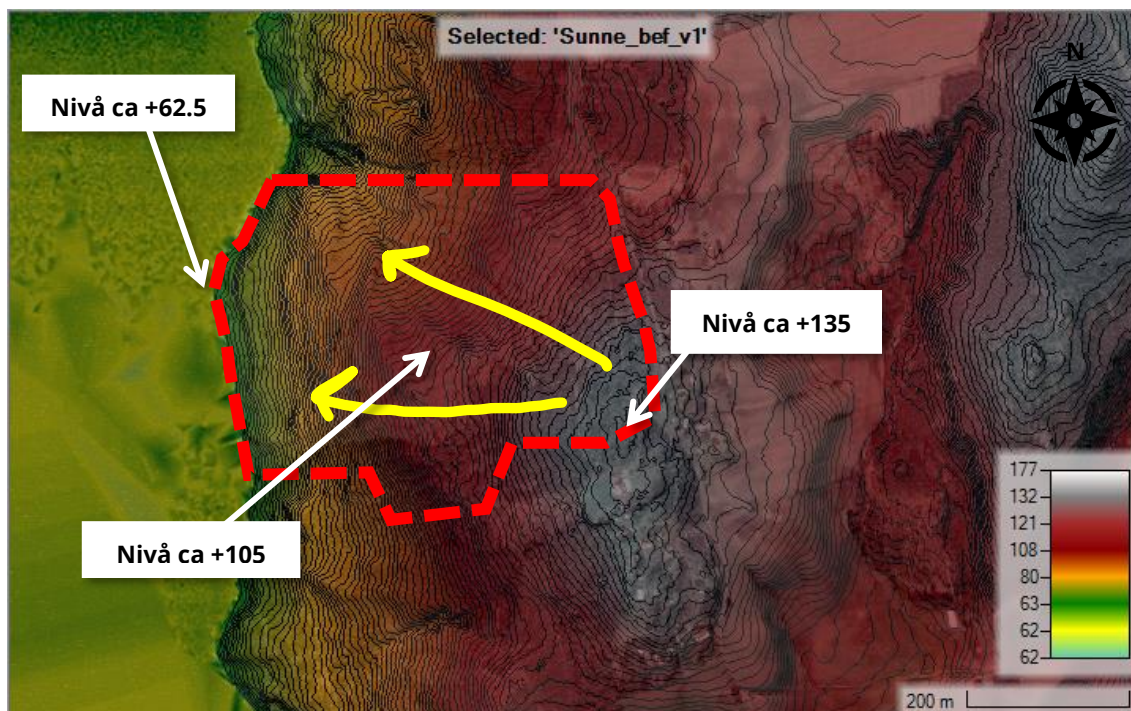 Selected: 'Sunne_bef_v1'
N
Nivå ca +62.5
Nivå ca +135
Nivå ca +105
177
132
121
108
80
63
62
62
200 m